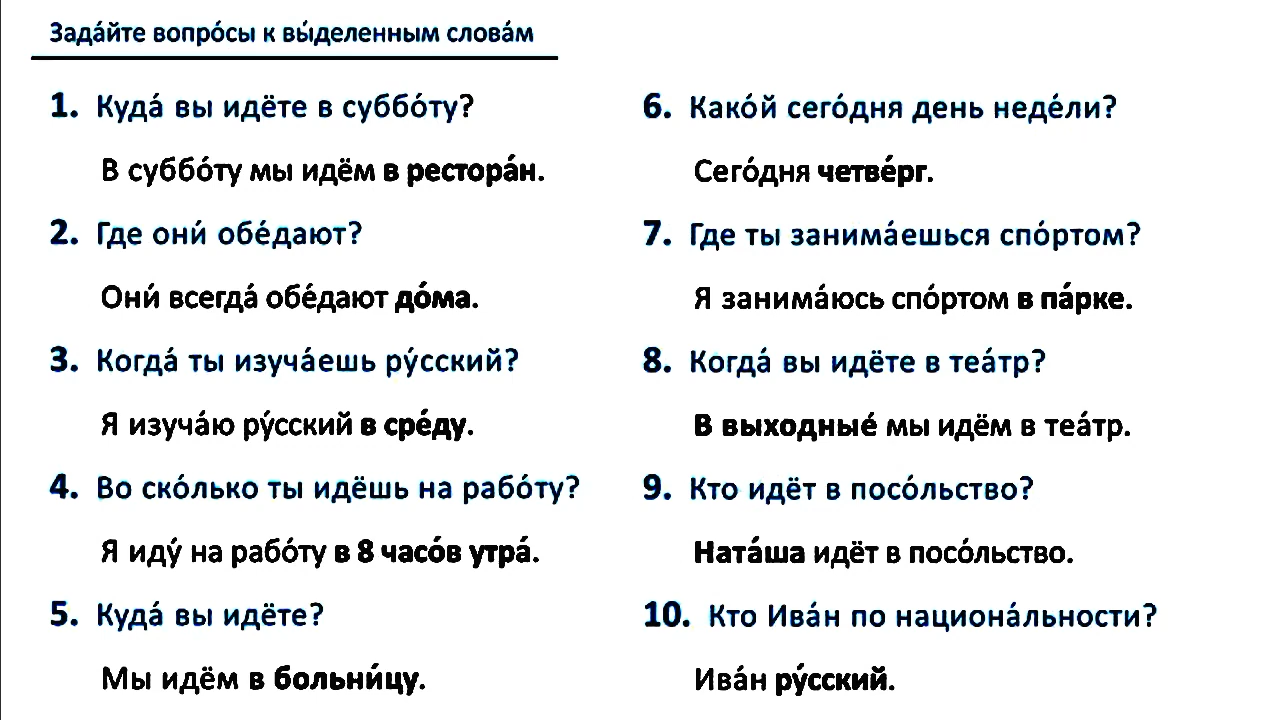 Зада́йте вопро́сы к вы́деленным слова́м
1. Куда́ вы идёте в суббо́ту?
В суббо́ту мы идём в рестора́н.
2. Где они́ обе́дают?
Они́ всегда́ обе́дают до́ма.
3. Когда́ ты изуча́ешь ру́сский?
Я изуча́ю ру́сский в сре́ду.
4. Во ско́лько ты идёшь на рабо́ту?
Я иду́ на рабо́ту в 8 часо́в утра́.
5. Куда́ вы идёте?
Мы идём в больни́цу.
6. Како́й сего́дня день неде́ли?
Сего́дня четве́рг.
7. Где ты занима́ешься спо́ртом?
Я занима́юсь спо́ртом в па́рке.
8. Когда́ вы идёте в теа́тр?
В выходны́е мы идём в теа́тр.
9. Кто идёт в посо́льство?
Ната́ша идёт в посо́льство.
10. Кто Ива́н по национа́льности?
Ива́н ру́сский.